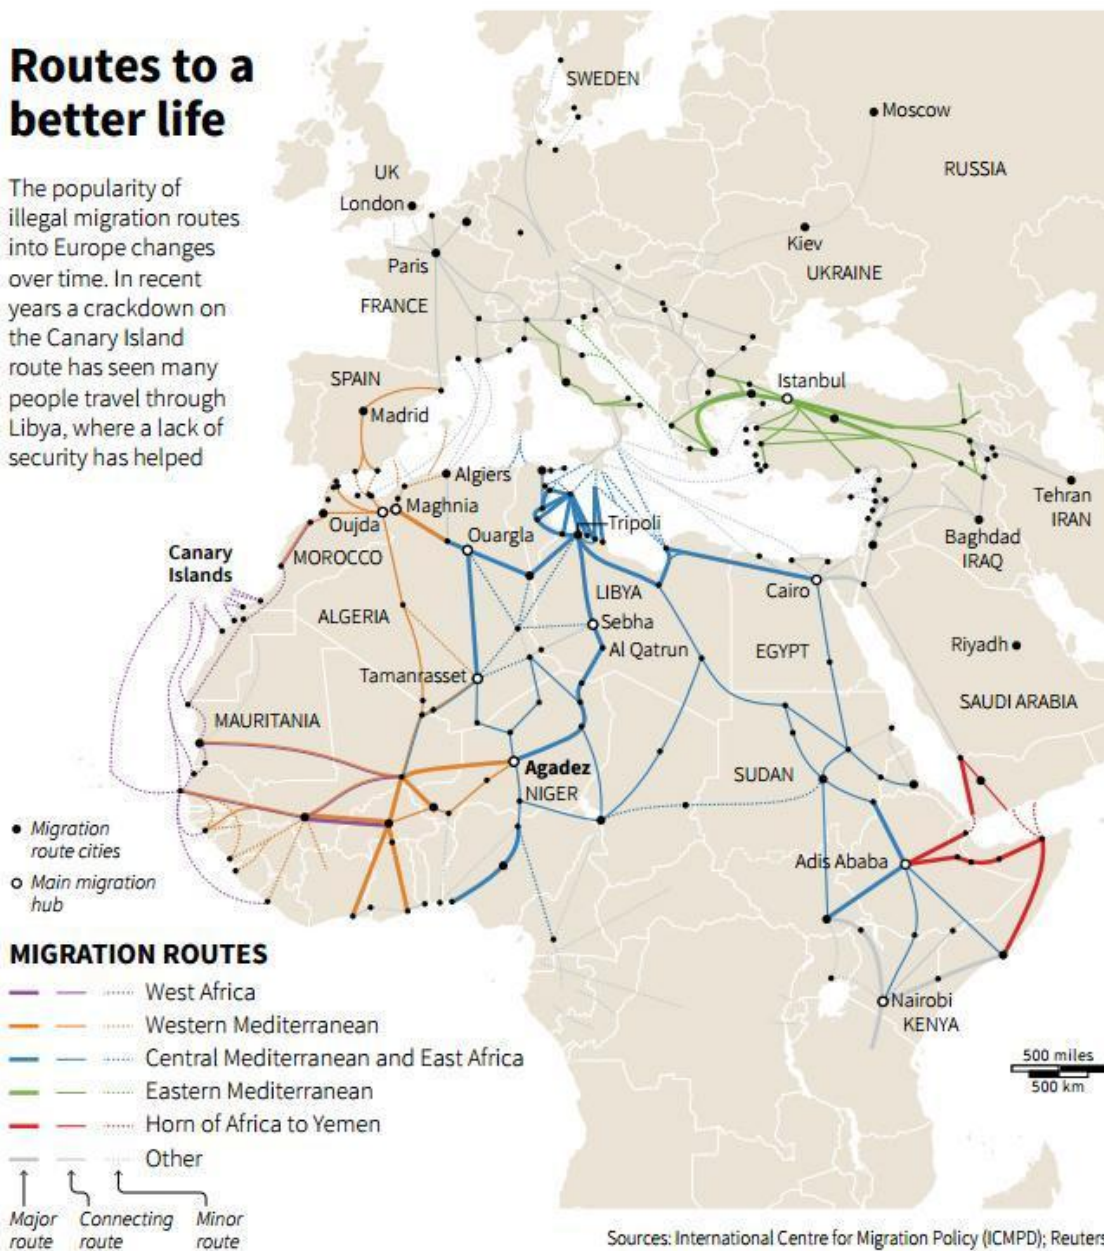 Routes to a
better life
The popularity of
illegal migration routes
into Europe changes
over time. In recent
years a crackdown on
the Canary Island
route has seen many
people travel through
Libya, where a lack of
security has helped
SWEDEN
Moscow
RUSSIA
UK
London
Kiev
UKRAINE
Paris
FRANCE
SPAIN
Madrid
Istanbul
Algiers
Tehran
IRAN
Maghnia
Oujda
Ouargla
Tripoli
Baghdad
IRAQ
MOROCCO
Canary
Islands
LIBYA
Cairo
ALGERIA
Sebha
Al Qatrun
EGYPT
Riyadh
Tamanrasset
SAUDI ARABIA
MAURITANIA
Agadez
NIGER
SUDAN
Adis Ababa
Nairobi
KENYA
Migration
route cities
Main migration
hub
MIGRATION ROUTES
West Africa
Western Mediterranean
Central Mediterranean and East Africa
Eastern Mediterranean
Horn of Africa to Yemen
Other
Major
route
Connecting
route
Minor
route
500 miles
500 km
Sources: International Centre for Migration Policy (ICMPD); Reuters